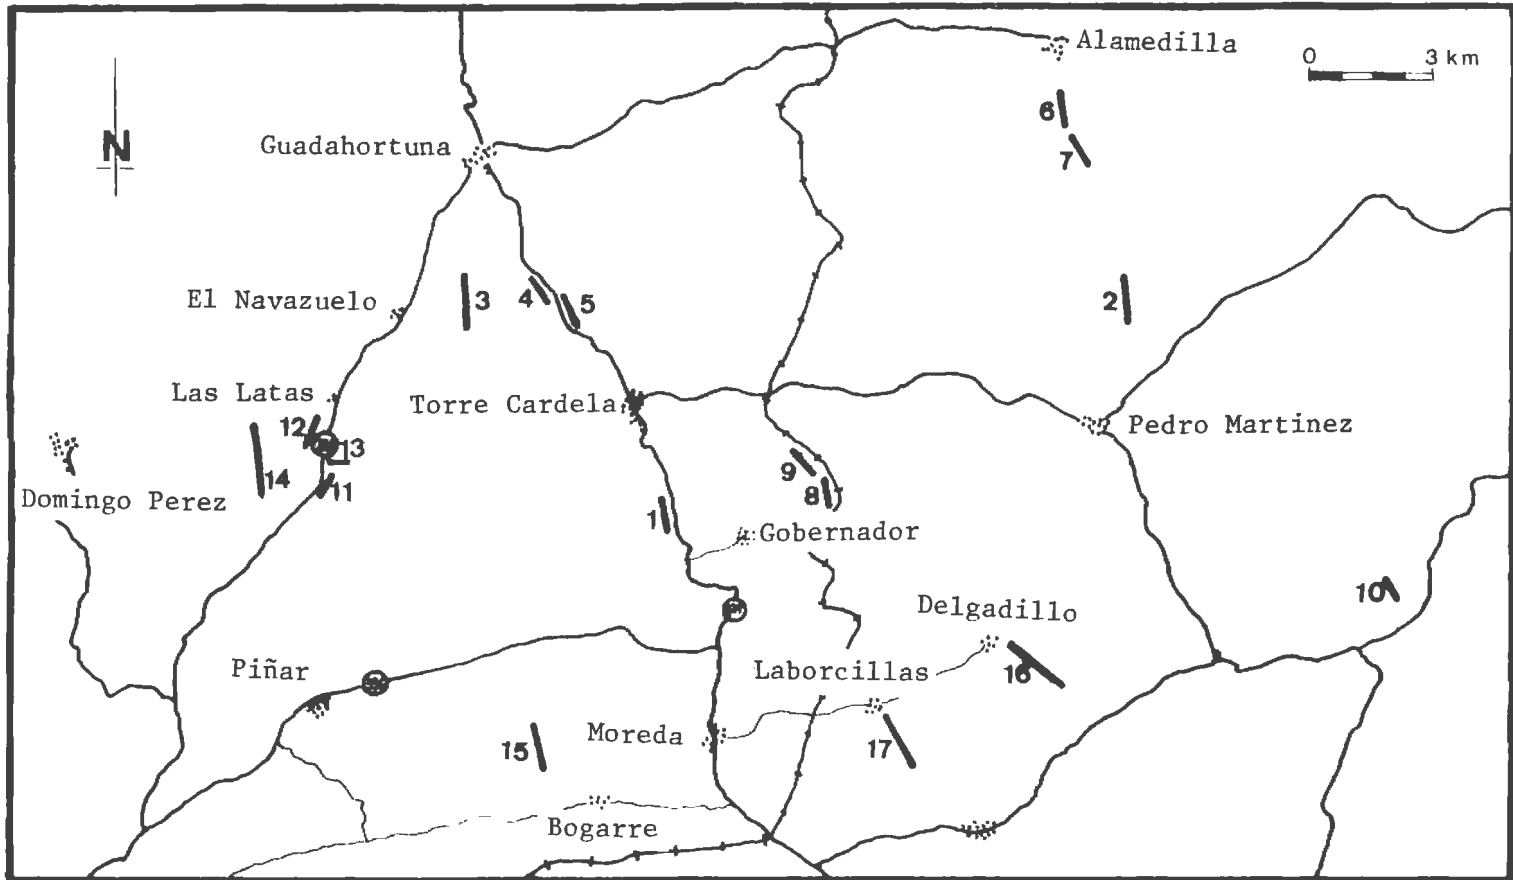 Alamedilla
0 3 km
6
N
Guadahortuna
7
El Navazuelo
3
4
5
2
Las Latas
Torre Cardela
12
13
Pedro Martinez
9
14
11
8
Domingo Perez
1
Gobernador
10
Delgadillo
Piñar
Laborcillas
16
Moreda
15
17
Bogarre